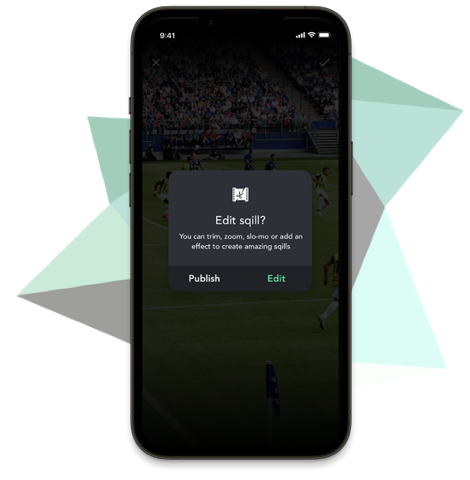 9:41
Edit sqill?
You can trim, zoom, slo-mo or add an
effect to create amazing sqills
Publish Edit